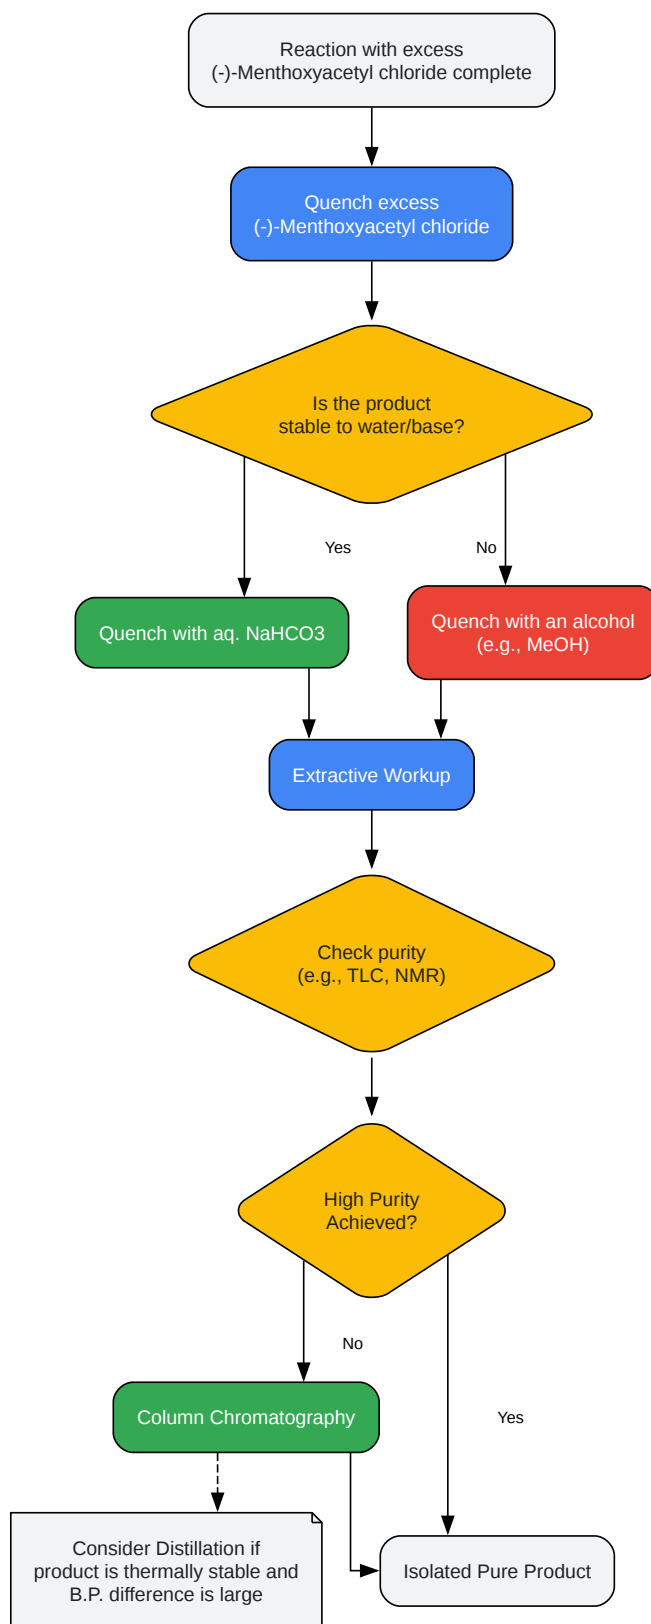 Reaction with excess
(-)-Menthoxyacetyl chloride complete
Quench excess
(-)-Menthoxyacetyl chloride
Is the product
stable to water/base?
Yes
No
Quench with aq. NaHCO3
Quench with an alcohol
(e.g., MeOH)
Extractive Workup
Check purity
(e.g., TLC, NMR)
High Purity
Achieved?
No
Column Chromatography
Yes
Consider Distillation if
product is thermally stable and
B.P. difference is large
Isolated Pure Product